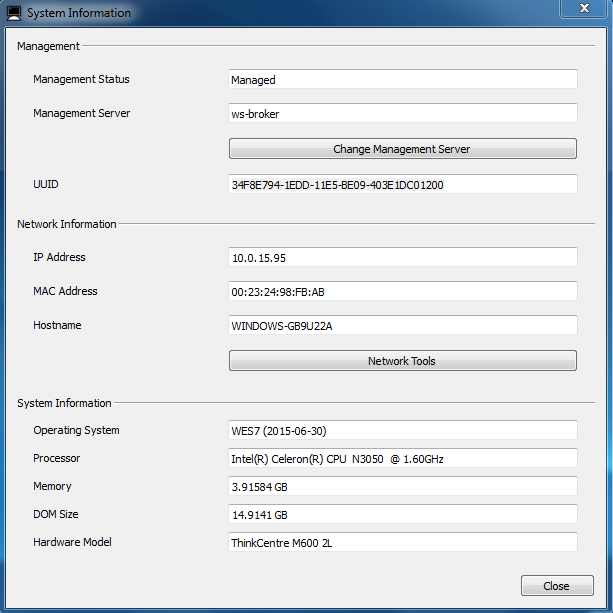 System Information
X
Management
Management Status Managed
Management Server ws-broker
Change Management Server
UUID 34F8E794-1EDD-11E5-BE09-403E1DC01200
Network Information
IP Address 10.0.15.95
MAC Address 00:23:24:98:FB:AB
Hostname WINDOWS-GB9U22A
Network Tools
System Information
Operating System WES7 (2015-06-30)
Processor Intel(R) Celeron(R) CPU N3050 @ 1.60GHz
Memory 3.91584 GB
DOM Size 14.9141 GB
Hardware Model ThinkCentre M600 2L
Close